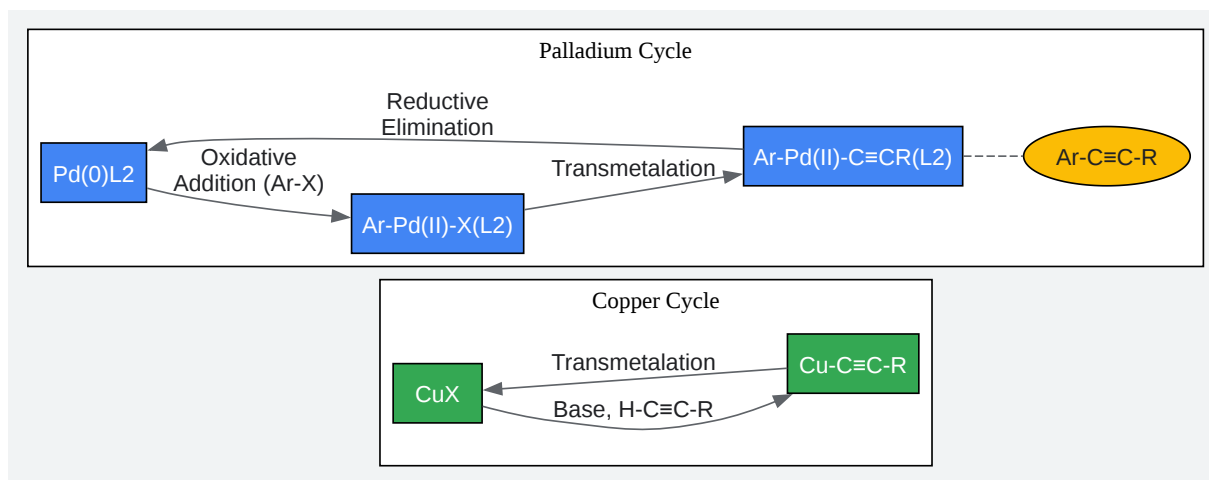 Palladium Cycle
Reductive
Elimination
Pd(0)L2
Oxidative
Addition (Ar-X)
Ar-Pd(II)-X(L2)
Transmetalation
Ar-Pd(II)-C≡CR(L2)
Ar-C≡C-R
Copper Cycle
Transmetalation
Cu-C≡C-R
CuX
Base, H-C≡C-R